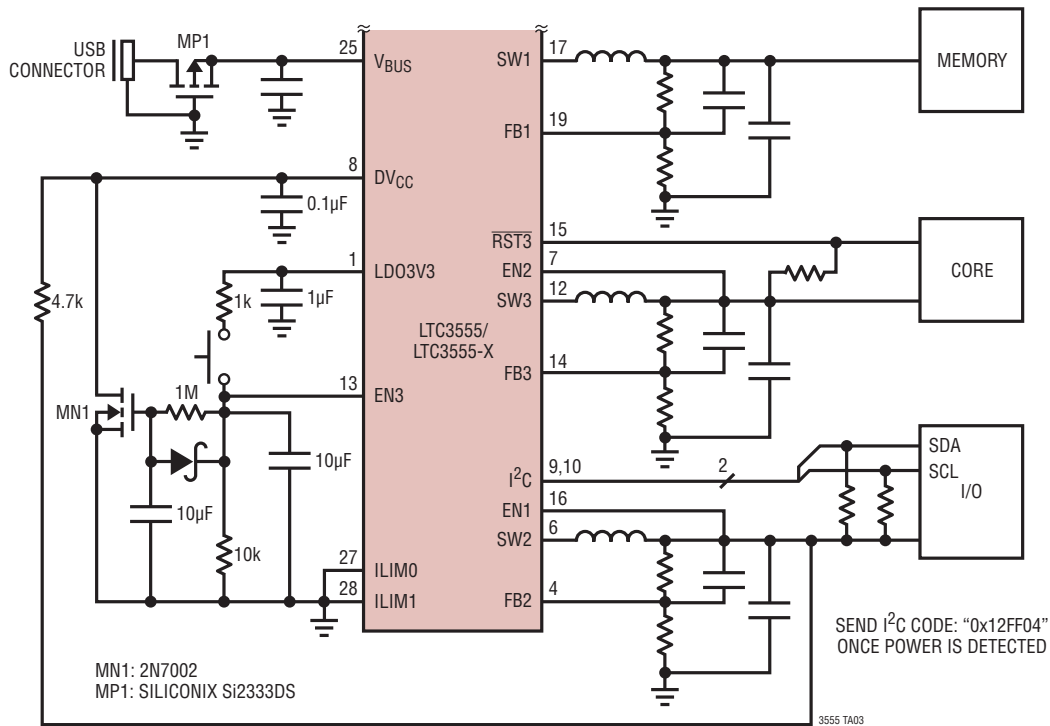 USB
CONNECTOR
MP1
25
VBUS
17
SW1
MEMORY
19
FB1
8
DVCC
0.1µF
15
RST3
7
EN2
12
SW3
CORE
1
LDO3V3
4.7k
1k
1µF
LTC3555/
LTC3555-X
14
FB3
13
EN3
MN1
1M
10µF
10µF
10k
9,10
I²C
2
SDA
SCL
I/O
16
EN1
6
SW2
27
ILIM0
28
ILIM1
4
FB2
SEND I²C CODE: “0x12FF04”
ONCE POWER IS DETECTED
MN1: 2N7002
MP1: SILICONIX Si2333DS
3555 TA03